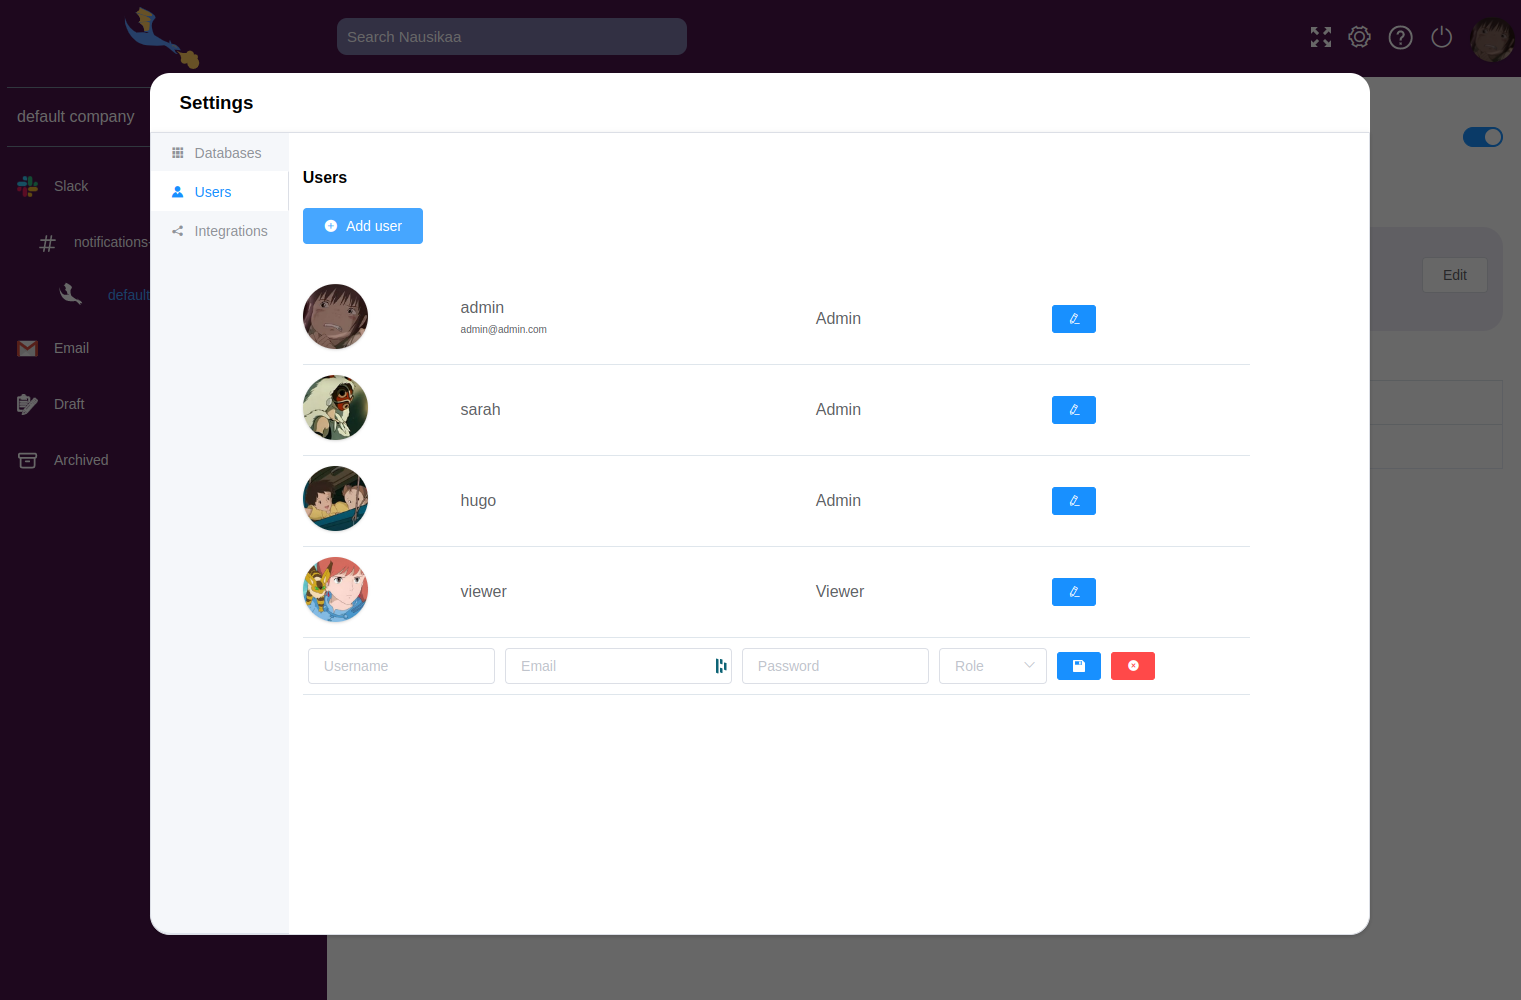 Search Nausikaa
default company
Slack
notifications-
default
Email
Draft
Archived
Settings
Databases
Users
Integrations
Users
Add user
admin
admin@admin.com
Admin
sarah
Admin
hugo
Admin
viewer
Viewer
Username
Email
Password
Role
Edit